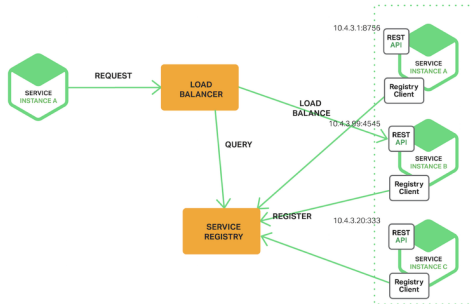 10.4.3.1:8756
REST
API
SERVICE
INSTANCE A
Registry
Client
SERVICE
INSTANCE A
REQUEST
LOAD
BALANCER
LOAD
BALANCE
10.4.3.99:4545
REST
API
SERVICE
INSTANCE B
Registry
Client
QUERY
SERVICE
REGISTRY
REGISTER
10.4.3.20:333
REST
API
SERVICE
INSTANCE C
Registry
Client